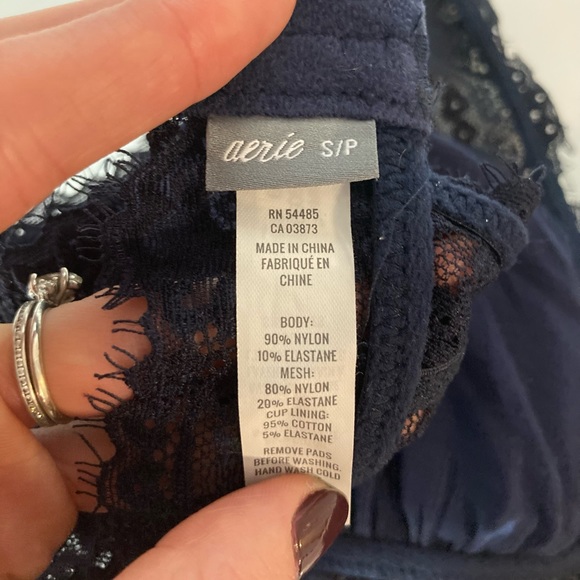 aerie S/P
RN 54485
CA 03873
MADE IN CHINA
FABRIQUÉ EN
CHINE
BODY:
90% NYLON
10% ELASTANE
MESH:
80% NYLON
20% ELASTANE
CUP LINING:
95% COTTON
5% ELASTANE
REMOVE PADS
BEFORE WASHING.
HAND WASH COLD